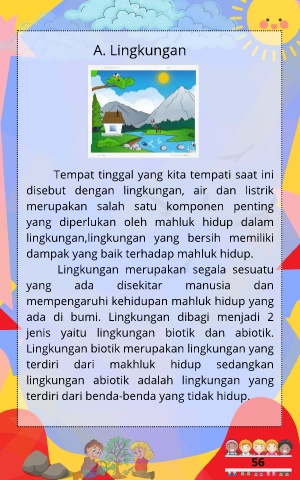 A. Lingkungan
Tempat tinggal yang kita tempati saat ini
disebut dengan lingkungan, air dan listrik
merupakan salah satu komponen penting
yang diperlukan oleh mahluk hidup dalam
lingkungan,lingkungan yang bersih memiliki
dampak yang baik terhadap mahluk hidup.
Lingkungan merupakan segala sesuatu
yang ada disekitar manusia dan
mempengaruhi kehidupan mahluk hidup yang
ada di bumi. Lingkungan dibagi menjadi 2
jenis yaitu lingkungan biotik dan abiotik.
Lingkungan biotik merupakan lingkungan yang
terdiri dari makhluk hidup sedangkan
lingkungan abiotik adalah lingkungan yang
terdiri dari benda-benda yang tidak hidup.
56